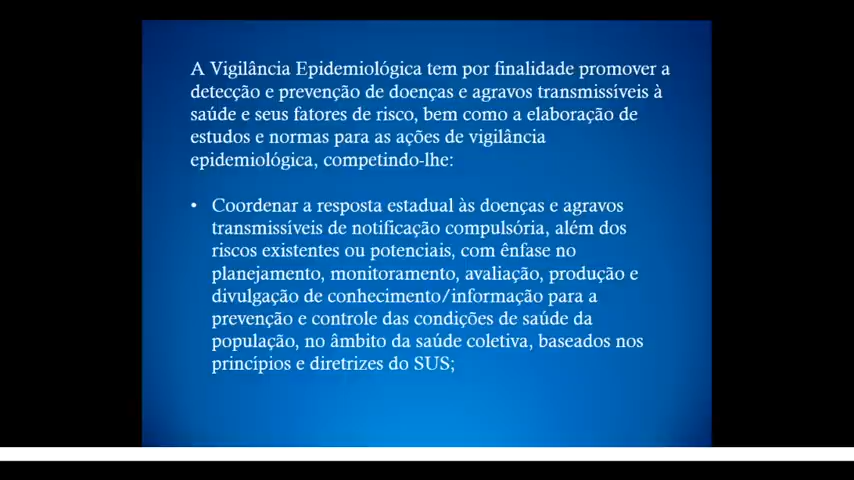 A Vigilância Epidemiológica tem por finalidade promover a
detecção e prevenção de doenças e agravos transmissíveis à
saúde e seus fatores de risco, bem como a elaboração de
estudos e normas para as ações de vigilância
epidemiológica, competindo-lhe:
• Coordenar a resposta estadual às doenças e agravos
transmissíveis de notificação compulsória, além dos
riscos existentes ou potenciais, com ênfase no
planejamento, monitoramento, avaliação, produção e
divulgação de conhecimento/informação para a
prevenção e controle das condições de saúde da
população, no âmbito da saúde coletiva, baseados nos
princípios e diretrizes do SUS;